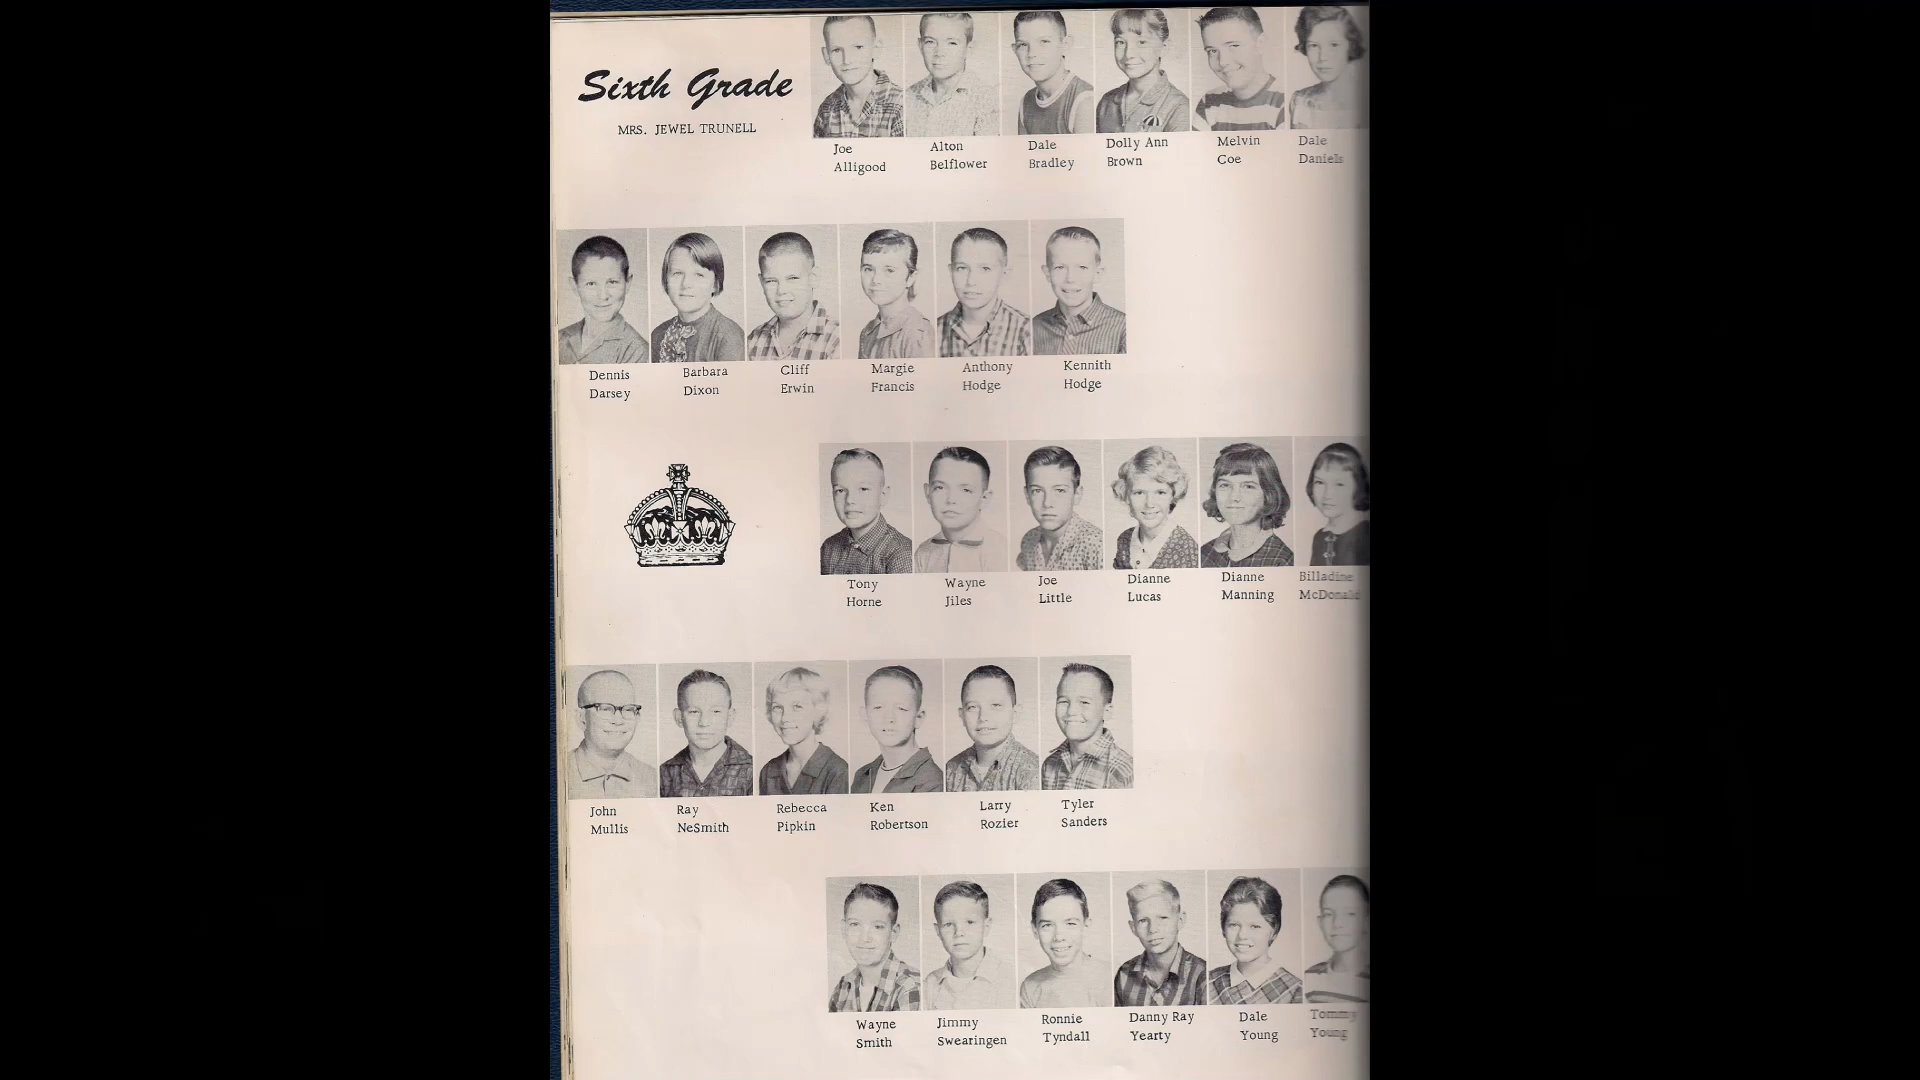 Sixth Grade
MRS. JEWEL TRUNELL
Joe Alton Dale Dolly Ann Melvin Dale
Alligood Belflower Bradley Brown Coe Daniels
Dennis Barbara Cliff Margie Anthony Kennith
Darsey Dixon Erwin Francis Hodge Hodge
Tony Wayne Joe Dianne Dianne Billadine
Horne Jiles Little Lucas Manning McDonald
John Ray Rebecca Ken Larry Tyler
Mullis NeSmith Pipkin Robertson Rozier Sanders
Wayne Jimmy Ronnie Danny Ray Dale Tommy
Smith Swearingen Tyndall Yearty Young Young